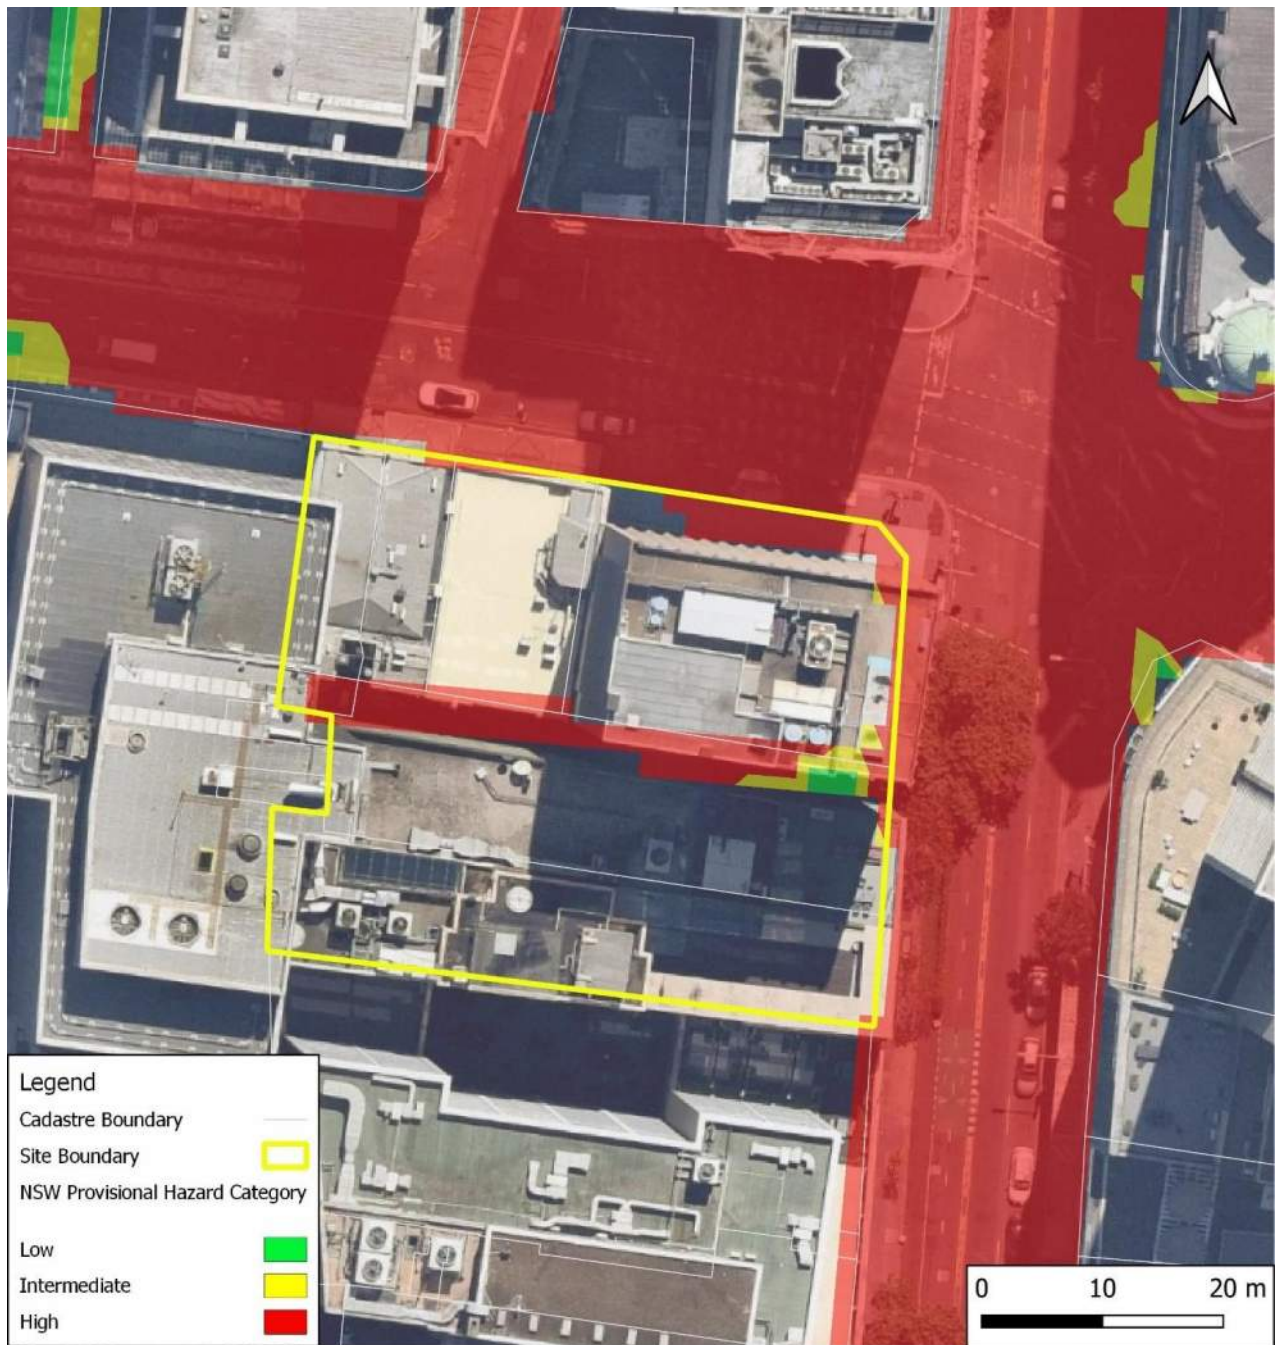 Legend
Cadastre Boundary
Site Boundary
NSW Provisional Hazard Category
Low
Intermediate
High
0 10 20 m